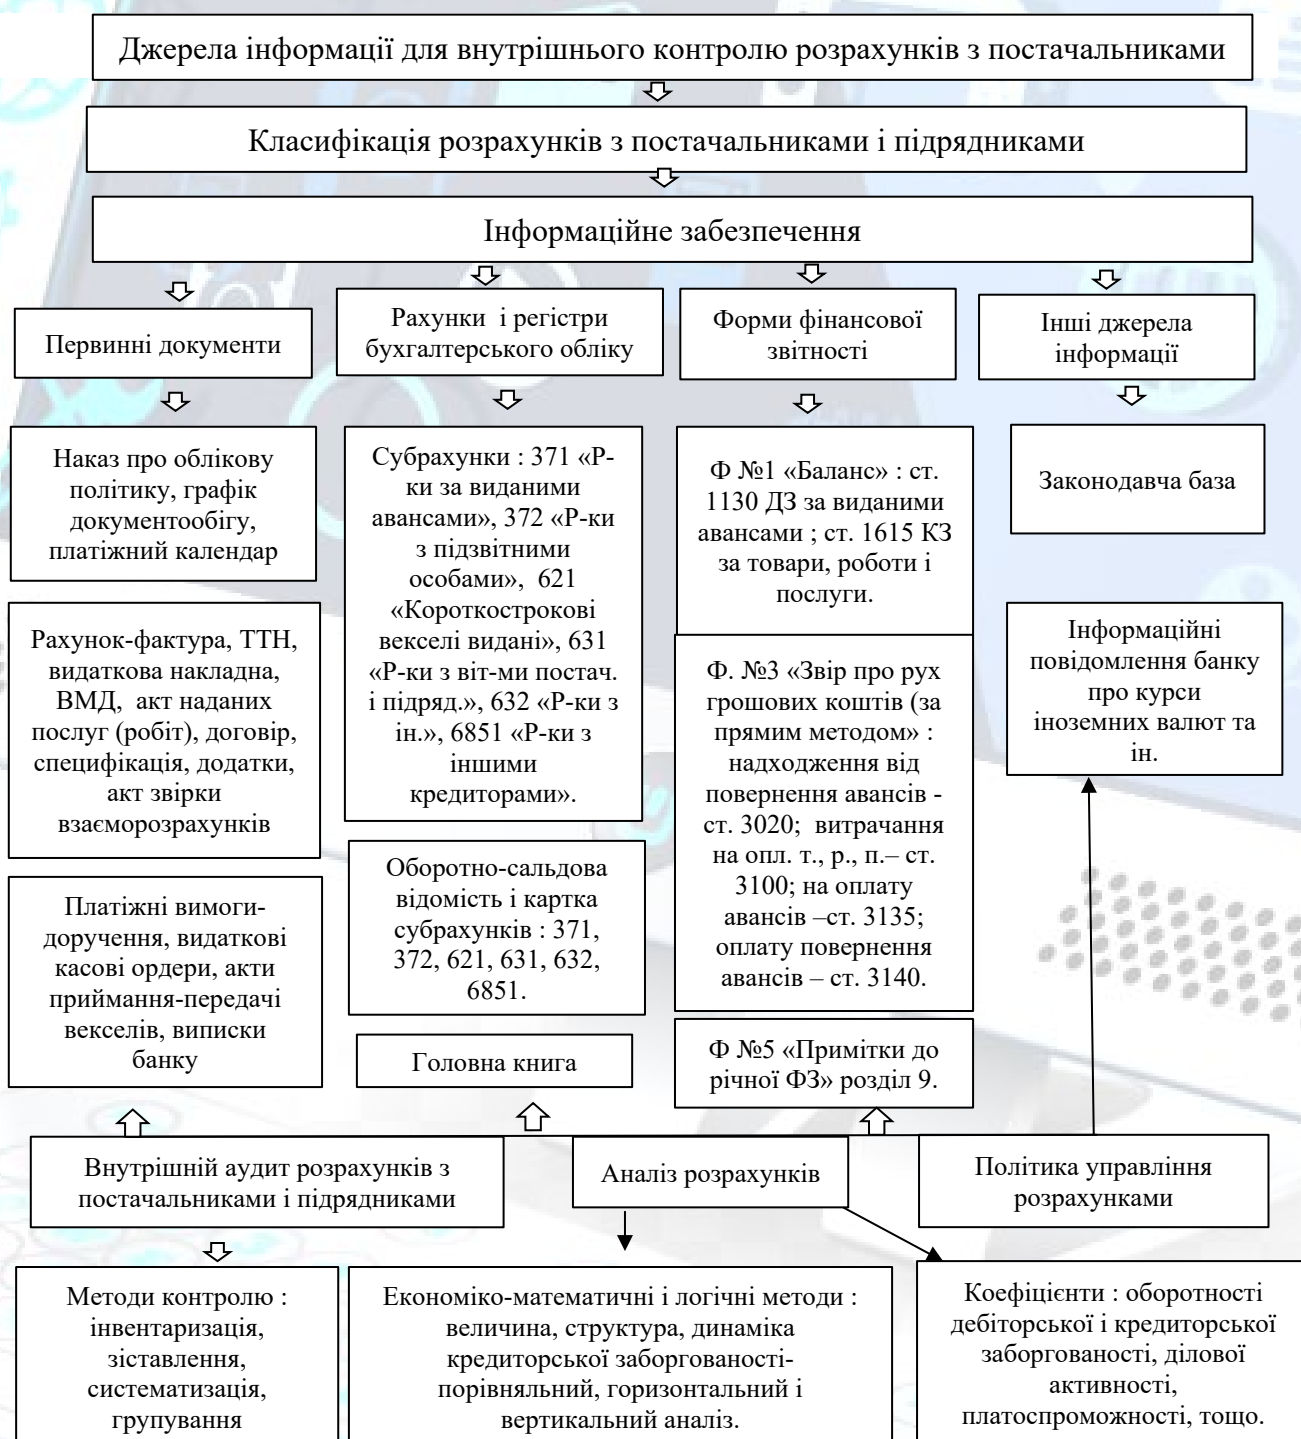 Джерела інформації для внутрішнього контролю розрахунків з постачальниками
Класифікація розрахунків з постачальниками і підрядниками
Інформаційне забезпечення
Первинні документи
Рахунки і регістри
бухгалтерського обліку
Форми фінансової
звітності
Інші джерела
інформації
Наказ про облікову
політику, графік
документообігу,
платіжний календар
Рахунок-фактура, ТТН,
видаткова накладна,
ВМД, акт наданих
послуг (робіт), договір,
специфікація, додатки,
акт звірки
взаєморозрахунків
Платіжні вимоги-
доручення, видаткові
касові ордери, акти
приймання-передачі
векселів, виписки
банку
Субрахунки : 371 «Р-
ки за виданими
авансами», 372 «Р-ки
з підзвітними
особами», 621
«Короткострокові
векселі видані», 631
«Р-ки з віт-ми постач.
і підряд.», 632 «Р-ки з
ін.», 6851 «Р-ки з
іншими
кредиторами».
Оборотно-сальдова
відомість і картка
субрахунків : 371,
372, 621, 631, 632,
6851.
Головна книга
Ф №1 «Баланс» : ст.
1130 ДЗ за виданими
авансами ; ст. 1615 КЗ
за товари, роботи і
послуги.
Ф. №3 «Звір про рух
грошових коштів (за
прямим методом» :
надходження від
повернення авансів -
ст. 3020; витрачання
на опл. т., р., п.– ст.
3100; на оплату
авансів –ст. 3135;
оплату повернення
авансів – ст. 3140.
Ф №5 «Примітки до
річної ФЗ» розділ 9.
Законодавча база
Інформаційні
повідомлення банку
про курси
іноземних валют та
ін.
Внутрішній аудит розрахунків з
постачальниками і підрядниками
Аналіз розрахунків
Політика управління
розрахунками
Методи контролю :
інвентаризація,
зіставлення,
систематизація,
групування
Економіко-математичні і логічні методи :
величина, структура, динаміка
кредиторської заборгованості-
порівняльний, горизонтальний і
вертикальний аналіз.
Коефіцієнти : оборотності
дебіторської і кредиторської
заборгованості, ділової
активності,
платоспроможності, тощо.